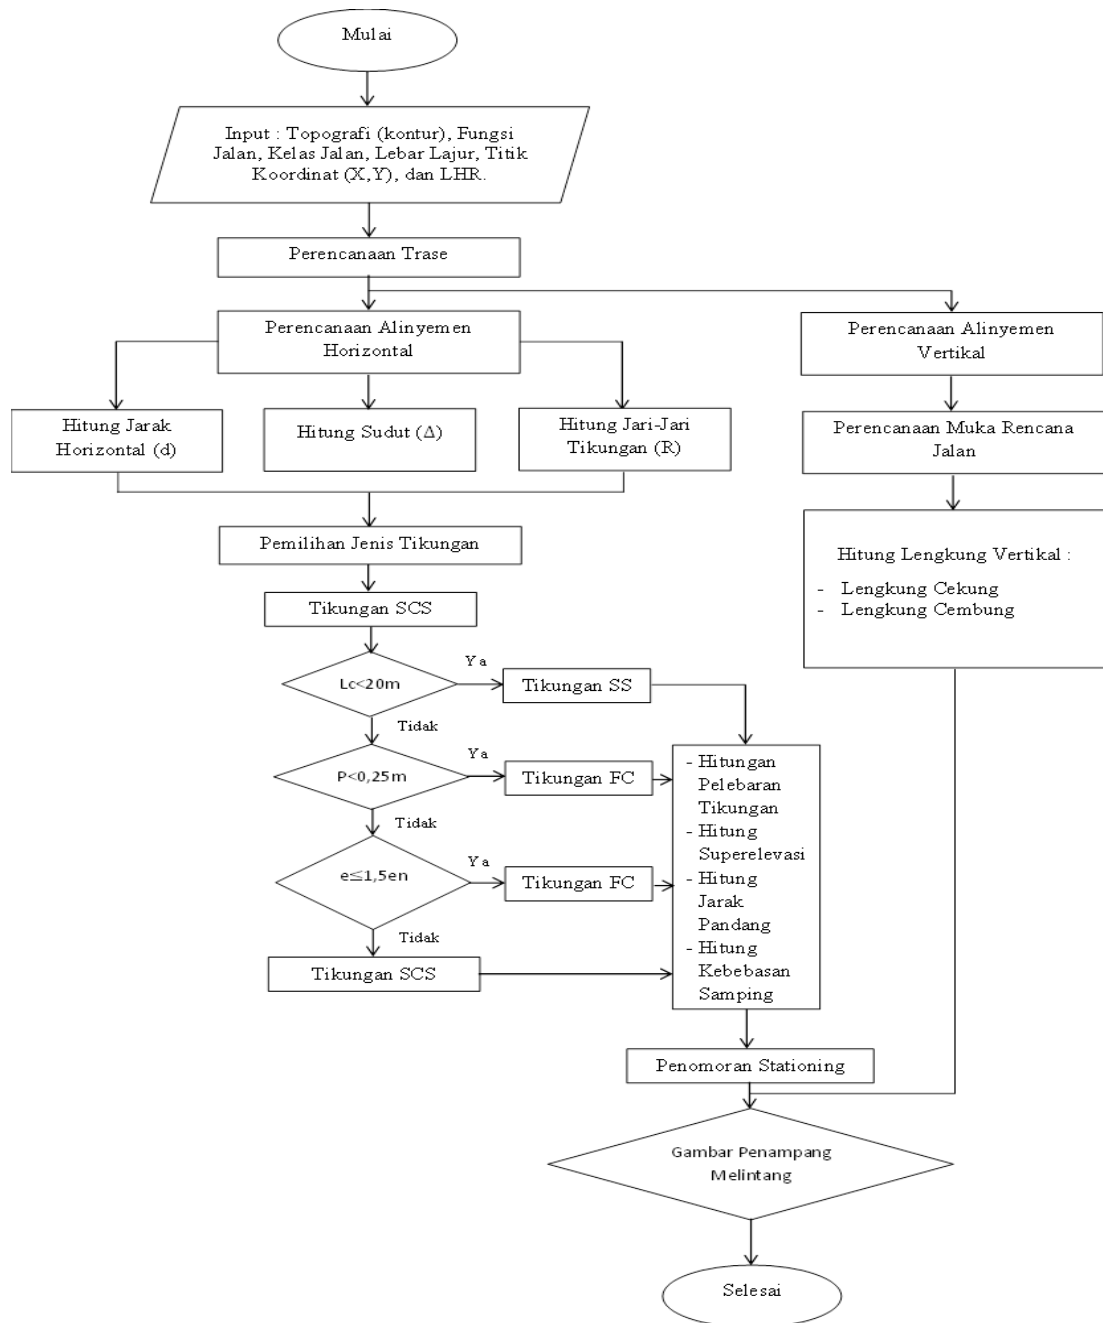 Mulai
Input : Topografi (kontur), Fungsi
Jalan, Kelas Jalan, Lebar Lajur, Titik
Koordinat (X,Y), dan LHR.
Perencanaan Trase
Perencanaan Alinyemen
Horizontal
Perencanaan Alinyemen
Vertikal
Hitung Jarak
Horizontal (d)
Hitung Sudut (Δ)
Hitung Jari-Jari
Tikungan (R)
Perencanaan Muka Rencana
Jalan
Pemilihan Jenis Tikungan
Hitung Lengkung Vertikal :
- Lengkung Cekung
- Lengkung Cembung
Tikungan SCS
Lc<20m
Ya
Tikungan SS
Tidak
P<0,25m
Ya
Tikungan FC
Tidak
e≤1,5en
Ya
Tikungan FC
Tidak
Tikungan SCS
- Hitungan
Pelebaran
Tikungan
- Hitung
Superelevasi
- Hitung
Jarak
Pandang
- Hitung
Kebebasan
Samping
Penomoran Stationing
Gambar Penampang
Melintang
Selesai